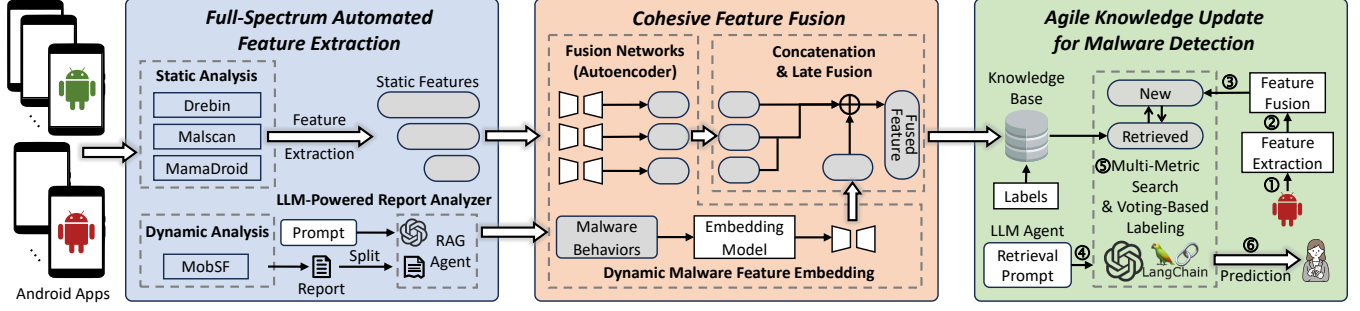 Full-Spectrum Automated
Feature Extraction
Static Analysis
Drebin
Malscan
MamaDroid
Feature
Extraction
Static Features
LLM-Powered Report Analyzer
Dynamic Analysis
MobSF
Prompt
Report
Split
RAG
Agent
...
...
Android Apps
Cohesive Feature Fusion
Fusion Networks
(Autoencoder)
Concatenation
& Late Fusion
Fused
Feature
Malware
Behaviors
Embedding
Model
Dynamic Malware Feature Embedding
Agile Knowledge Update
for Malware Detection
Knowledge
Base
Labels
New
Retrieved
③
Feature
Fusion
②
Feature
Extraction
①
⑤Multi-Metric
Search
& Voting-Based
Labeling
LLM Agent
Retrieval
Prompt
④
LangChain
⑥
Prediction